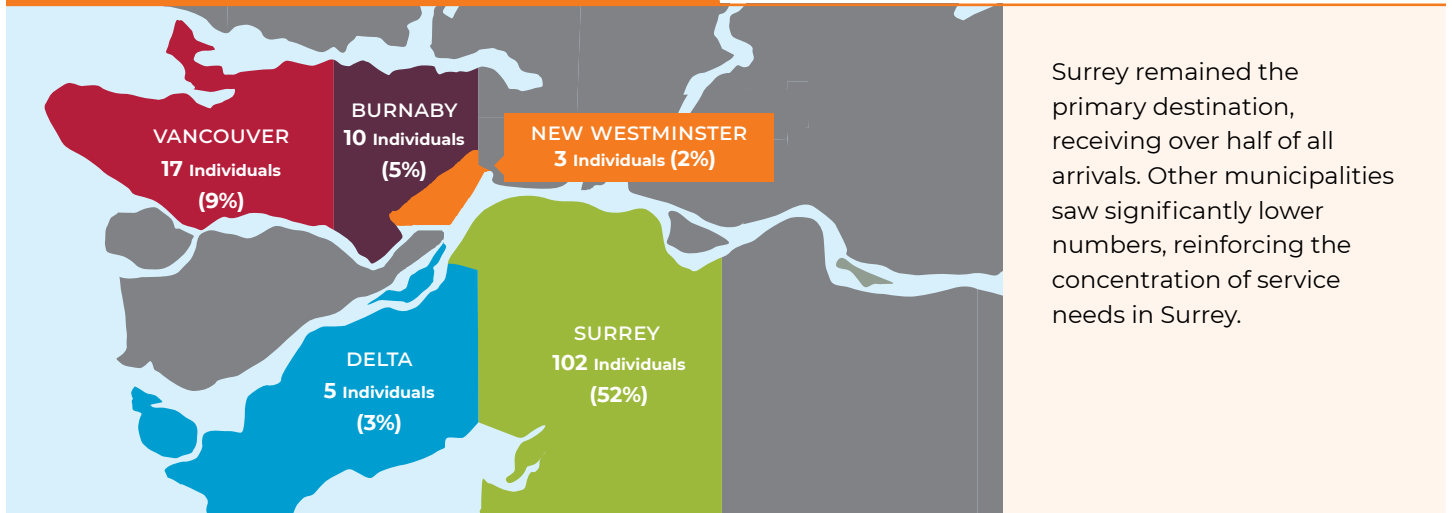 VANCOUVER
17 Individuals
(9%)
BURNABY
10 Individuals
(5%)
NEW WESTMINSTER
3 Individuals (2%)
DELTA
5 Individuals
(3%)
SURREY
102 Individuals
(52%)
Surrey remained the
primary destination,
receiving over half of all
arrivals. Other municipalities
saw significantly lower
numbers, reinforcing the
concentration of service
needs in Surrey.